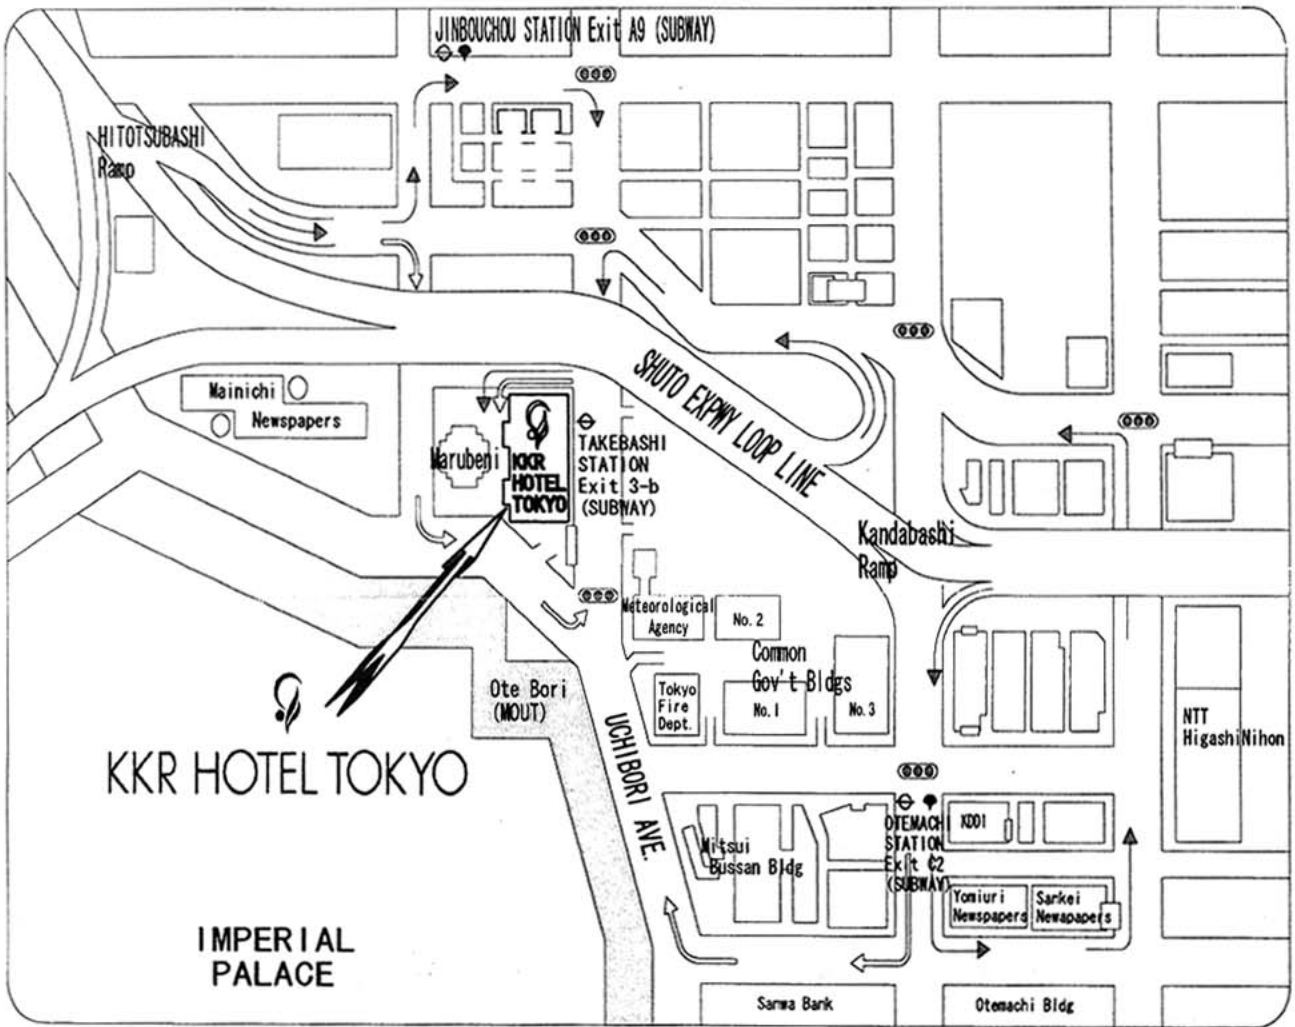 JINBOUCHOU STATION Exit A9 (SUBWAY)
HITOTSUBASHI
Ramp
Mainichi
Newspapers
Marubeni
KKR
HOTEL
TOKYO
TAKEBASHI
STATION
Exit 3-b
(SUBWAY)
SHUTO EXPWY LOOP LINE
Kandabashi
Ramp
Meteorological
Agency
No. 2
Common
Gov't Bldgs
Tokyo
Fire
Dept.
No. 1
No. 3
Ote Bori
(MOUT)
UCHIBORI AVE.
NTT
HigashiNihon
KKR HOTEL TOKYO
OTEMACHI
STATION
Exit C2
(SUBWAY)
KDDI
Mitsui
Bussan Bldg
Yomiuri
Newspapers
Sankei
Newapapers
IMPERIAL
PALACE
Sanwa Bank
Otemachi Bldg